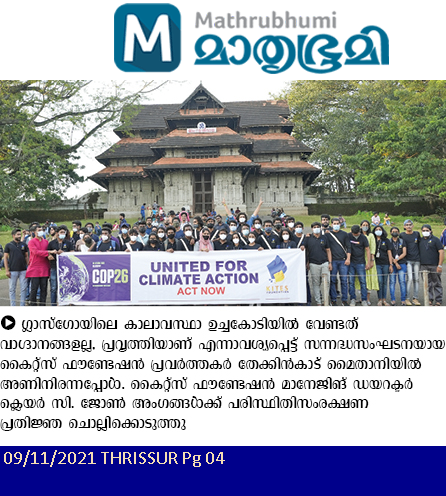 Mathrubhumi
മാതൃഭൂമി
COP26
UNITED FOR
CLIMATE ACTION
ACT NOW
KITES
FOUNDATION
ഗ്ലാസ്ഗോയിലെ കാലാവസ്ഥാ ഉച്ചകോടിയിൽ വേണ്ടത്
വാഗ്ദാനങ്ങളല്ല, പ്രവൃത്തിയാണ് എന്നാവശ്യപ്പെട്ട് സന്നദ്ധസംഘടനയായ
കൈറ്റ്സ് ഫൗണ്ടേഷൻ പ്രവർത്തകർ തേക്കിൻകാട് മൈതാനിയിൽ
അണിനിരന്നപ്പോൾ. കൈറ്റ്സ് ഫൗണ്ടേഷൻ മാനേജിങ് ഡയറക്ടർ
ക്ലെയർ സി. ജോൺ അംഗങ്ങൾക്ക് പരിസ്ഥിതിസംരക്ഷണ
പ്രതിജ്ഞ ചൊല്ലിക്കൊടുത്തു
09/11/2021 THRISSUR Pg 04